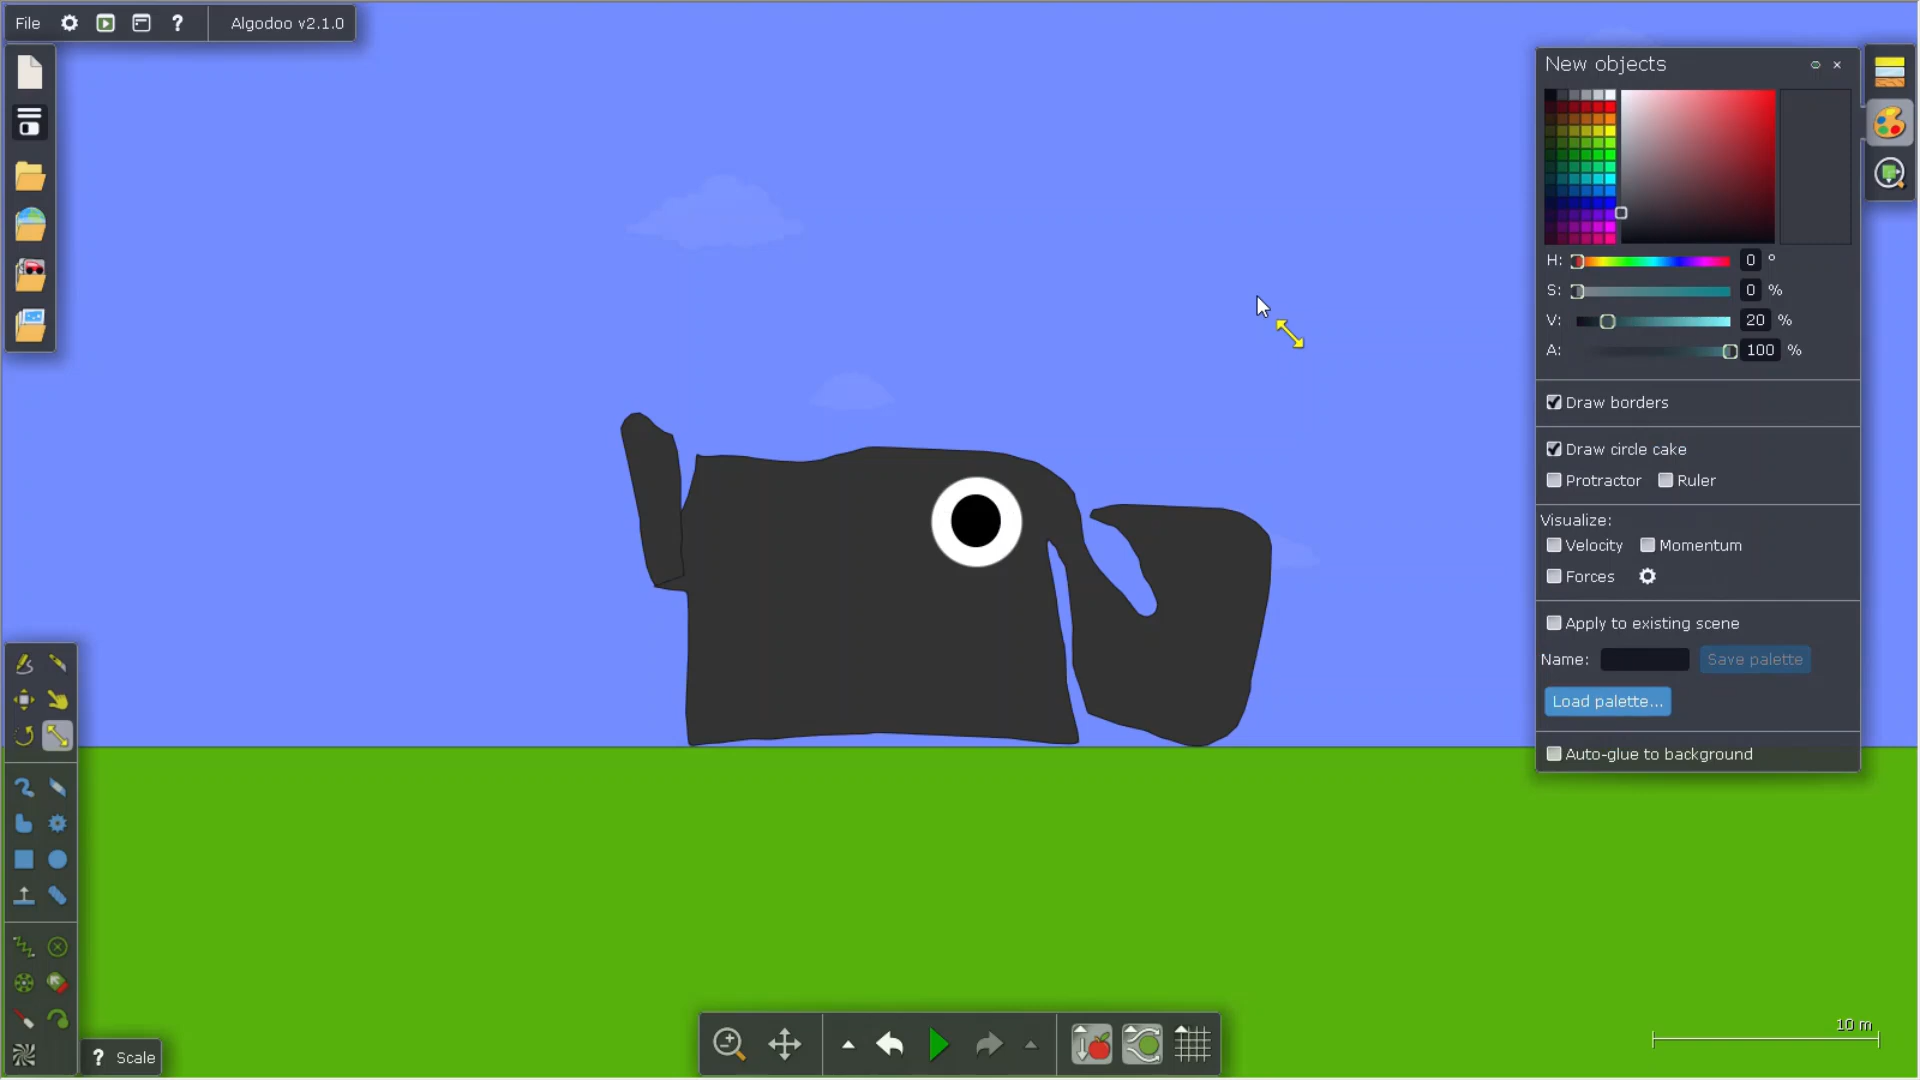 File
? Algodoo v2.1.0
New objects
H: 0 °
S: 0 %
V: 20 %
A: 100 %
Draw borders
Draw circle cake
Protractor Ruler
Visualize:
Velocity Momentum
Forces
Apply to existing scene
Name: Save palette
Load palette...
Auto-glue to background
10 m
? Scale